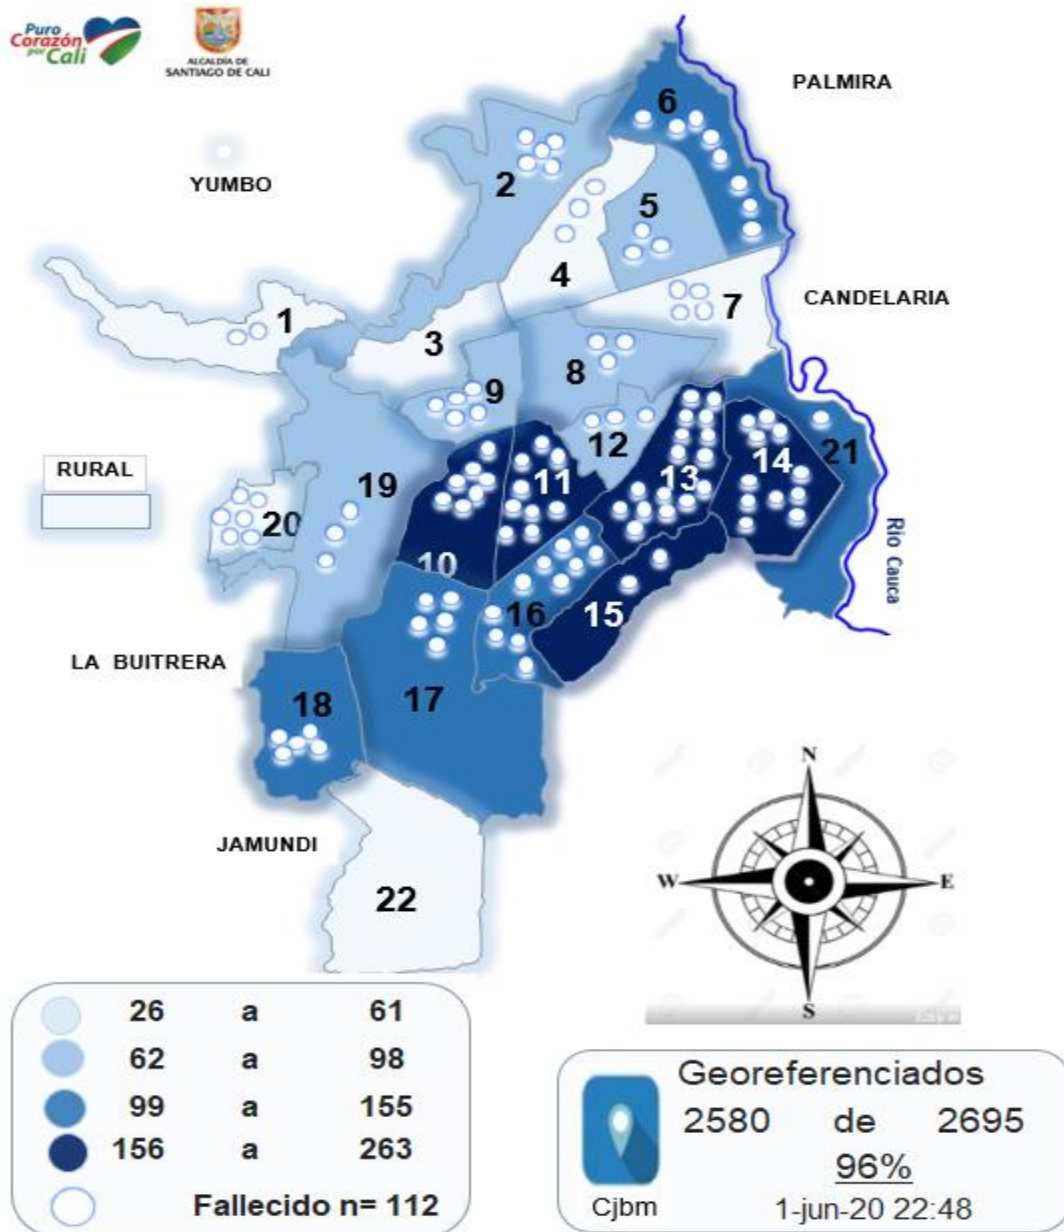 Puro
Corazón
por Cali
ALCALDÍA DE
SANTIAGO DE CALI
PALMIRA
YUMBO
6
2
5
4
CANDELARIA
1
7
3
8
9
12
RURAL
19
11
13
14
21
20
10
Rio Cauca
16
15
LA BUITRERA
17
18
JAMUNDI
22
N
W
E
S
26 a 61
62 a 98
99 a 155
156 a 263
Fallecido n= 112
Georeferenciados
2580 de 2695
96%
Cjbm
1-jun-20 22:48